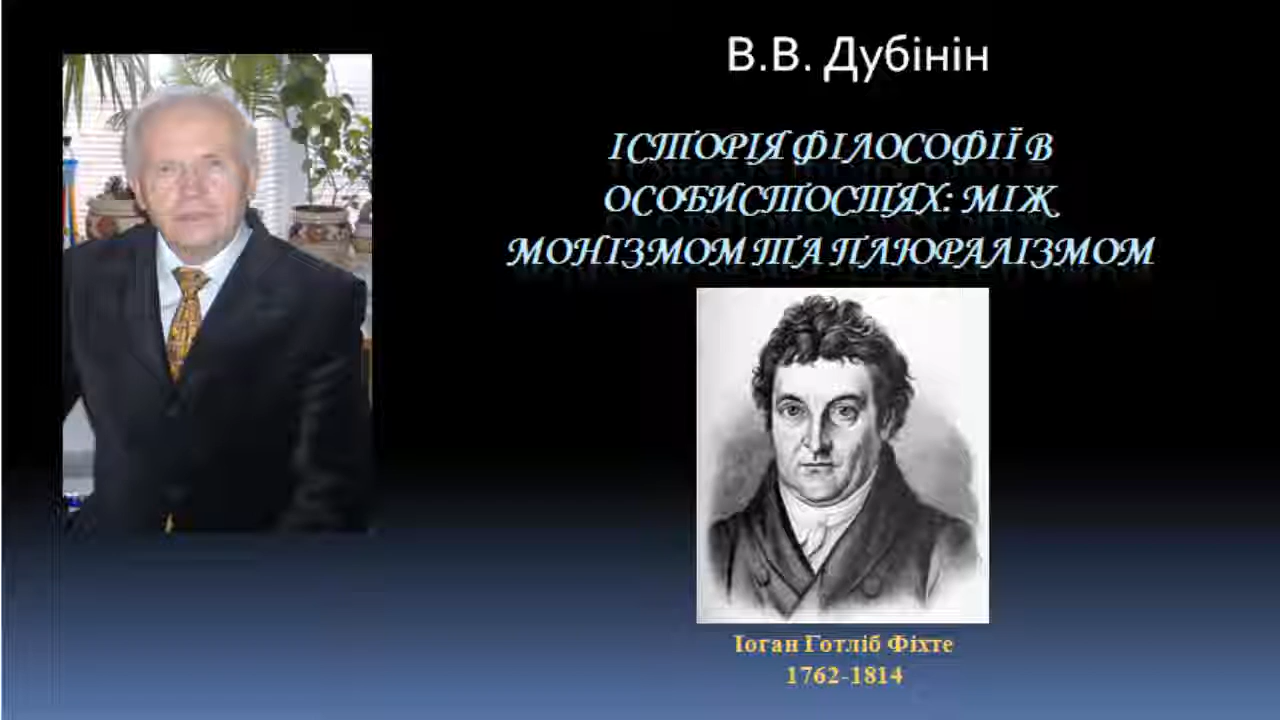 В.В. Дубінін
ІСТОРІЯ ФІЛОСОФІЇ В
ОСОБИСТОСТЯХ: МІЖ
МОНІЗМОМ ТА ПЛЮРАЛІЗМОМ
Іоган Готліб Фіхте
1762-1814